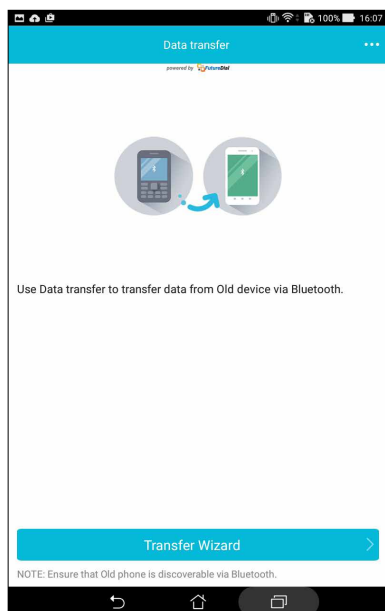 100% 16:07
Data transfer
powered by FutureDial
Use Data transfer to transfer data from Old device via Bluetooth.
Transfer Wizard
NOTE: Ensure that Old phone is discoverable via Bluetooth.